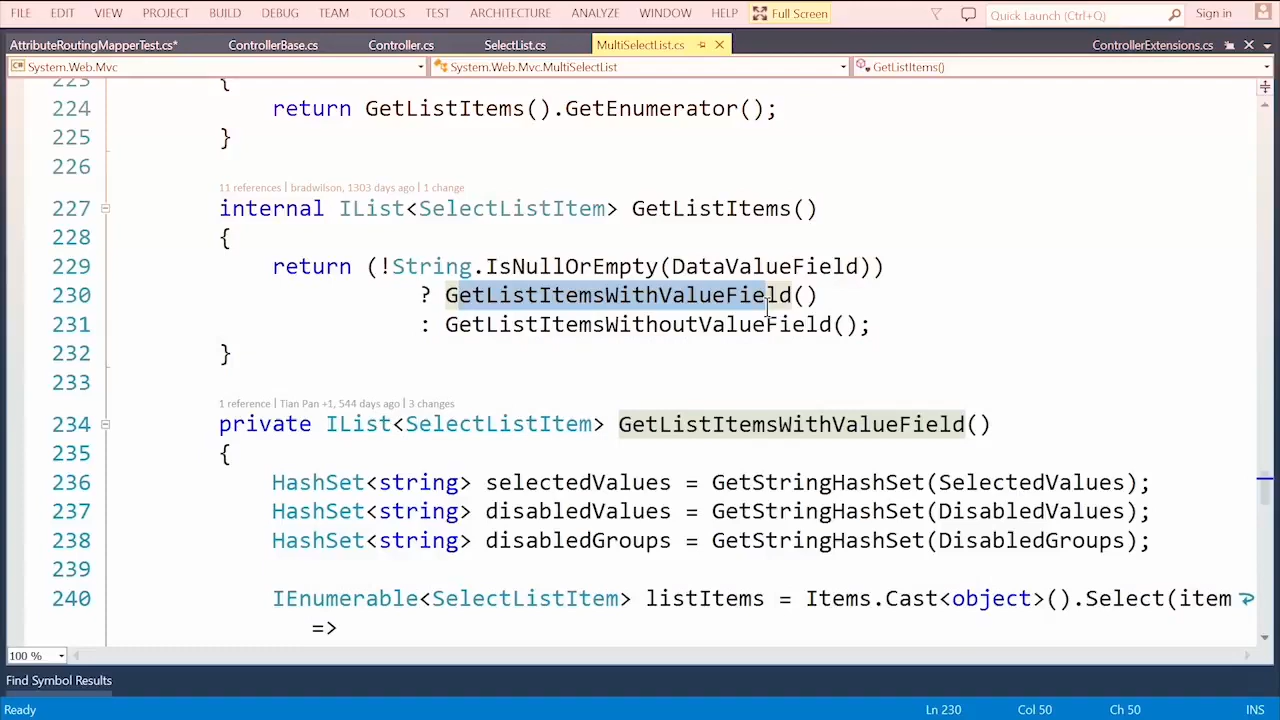 FILE EDIT VIEW PROJECT BUILD DEBUG TEAM TOOLS TEST ARCHITECTURE ANALYZE WINDOW HELP Full Screen Quick Launch (Ctrl+Q) Sign in
AttributeRoutingMapperTest.cs* ControllerBase.cs Controller.cs SelectList.cs MultiSelectList.cs ControllerExtensions.cs
System.Web.Mvc System.Web.Mvc.MultiSelectList GetListItems()
223 {
224 return GetListItems().GetEnumerator();
225 }
226
11 references | bradwilson, 1303 days ago | 1 change
227 internal IList<SelectListItem> GetListItems()
228 {
229 return (!String.IsNullOrEmpty(DataValueField))
230 ? GetListItemsWithValueField()
231 : GetListItemsWithoutValueField();
232 }
233
1 reference | Tian Pan +1, 544 days ago | 3 changes
234 private IList<SelectListItem> GetListItemsWithValueField()
235 {
236 HashSet<string> selectedValues = GetStringHashSet(SelectedValues);
237 HashSet<string> disabledValues = GetStringHashSet(DisabledValues);
238 HashSet<string> disabledGroups = GetStringHashSet(DisabledGroups);
239
240 IEnumerable<SelectListItem> listItems = Items.Cast<object>().Select(item
=>
100 %
Find Symbol Results
Ready Ln 230 Col 50 Ch 50 INS